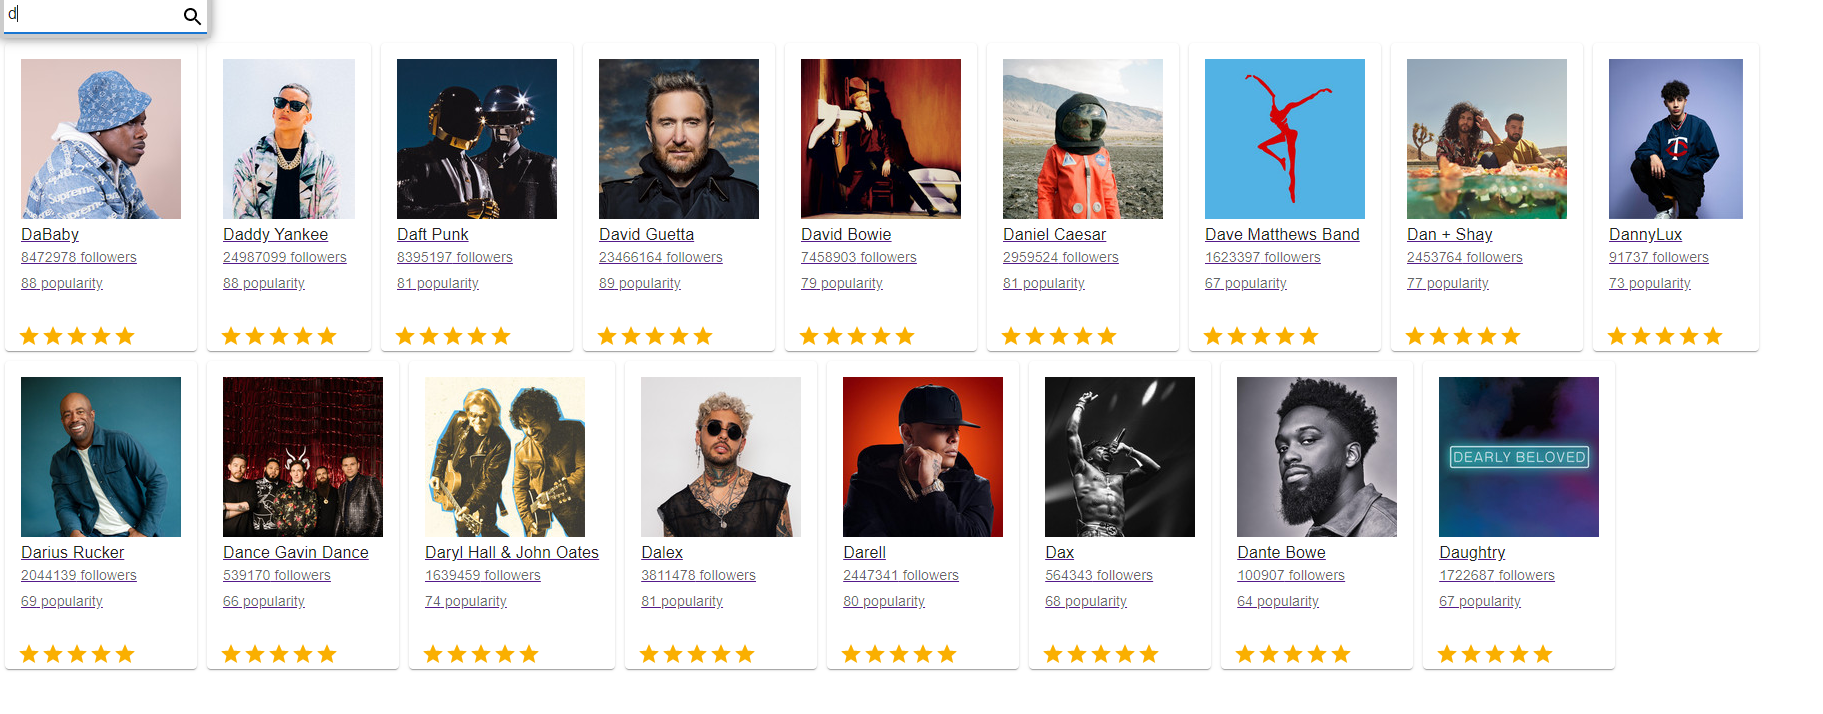 d
DaBaby
8472978 followers
88 popularity
Daddy Yankee
24987099 followers
88 popularity
Daft Punk
8395197 followers
81 popularity
David Guetta
23466164 followers
89 popularity
David Bowie
7458903 followers
79 popularity
Daniel Caesar
2959524 followers
81 popularity
Dave Matthews Band
1623397 followers
67 popularity
Dan + Shay
2453764 followers
77 popularity
DannyLux
91737 followers
73 popularity
Darius Rucker
2044139 followers
69 popularity
Dance Gavin Dance
539170 followers
66 popularity
Daryl Hall & John Oates
1639459 followers
74 popularity
Dalex
3811478 followers
81 popularity
Darell
2447341 followers
80 popularity
Dax
564343 followers
68 popularity
Dante Bowe
100907 followers
64 popularity
DEARLY BELOVED
Daughtry
1722687 followers
67 popularity